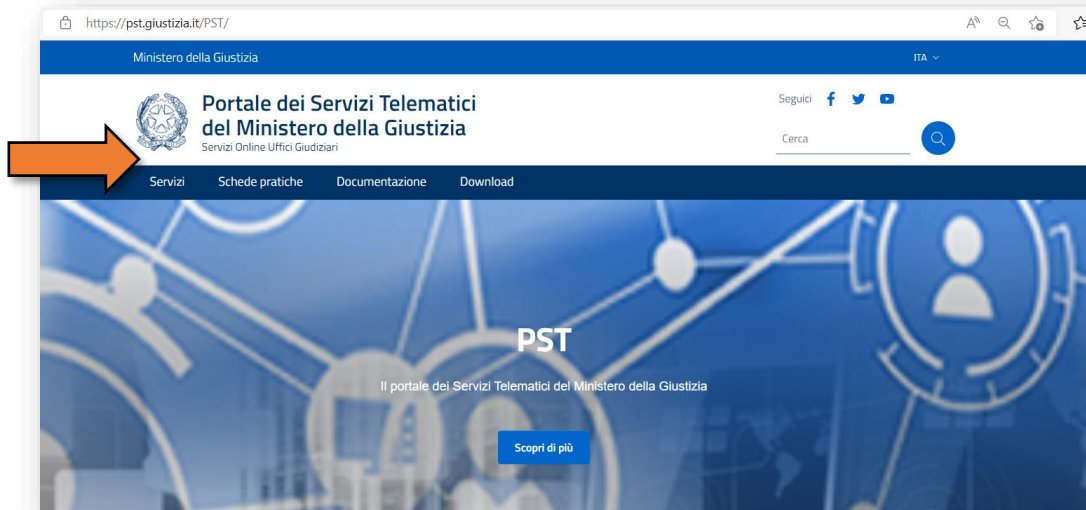 https://pst.giustizia.it/PST/
Ministero della Giustizia
ITA
Portale dei Servizi Telematici
del Ministero della Giustizia
Servizi Online Uffici Giudiziari
Seguici
Cerca
Servizi Schede pratiche Documentazione Download
PST
Il portale dei Servizi Telematici del Ministero della Giustizia
Scopri di più